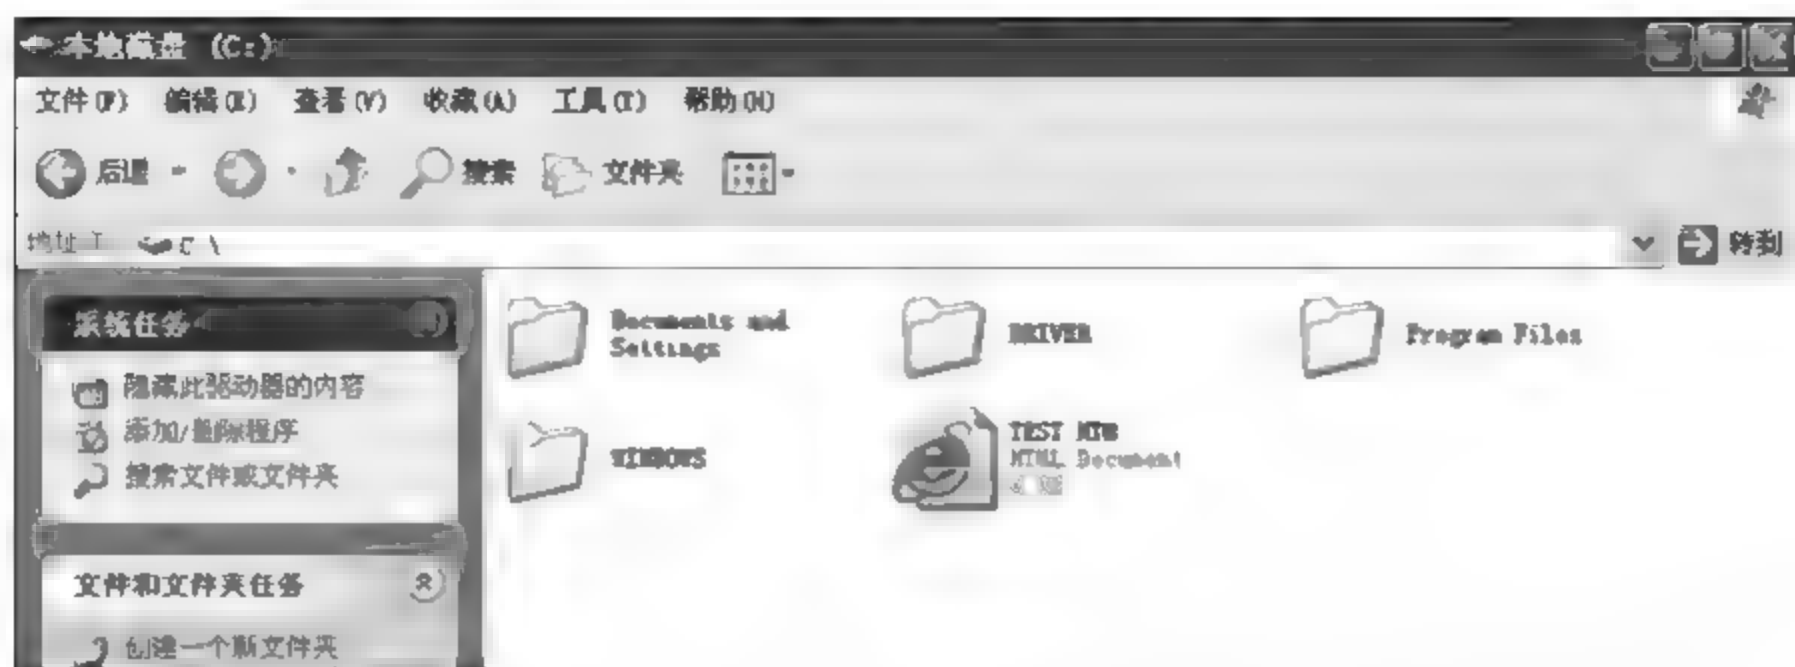 本地磁盘 (C:)
文件(F) 编辑(E) 查看(V) 收藏(A) 工具(T) 帮助(H)
后退 搜索 文件夹
地址 C \ 转到
系统任务
Documents and
Settings
DRIVER
Program Files
隐藏此驱动器的内容
添加/删除程序
搜索文件或文件夹
WINDOWS
TEST HTM
HTML Document
文件和文件夹任务
创建一个新文件夹